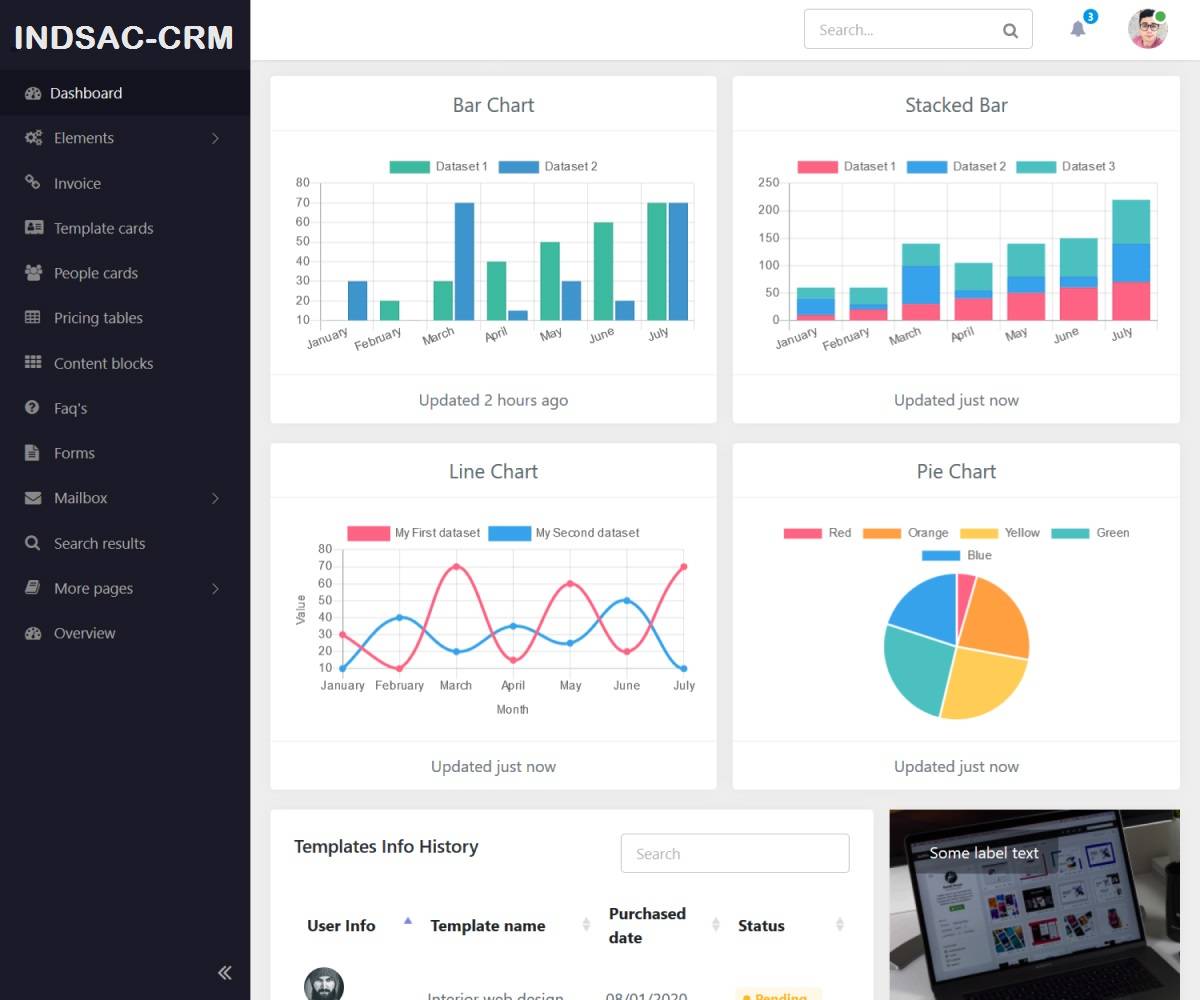 INDSAC-CRM
Search...
3
Dashboard
Elements
Invoice
Template cards
People cards
Pricing tables
Content blocks
Faq's
Forms
Mailbox
Search results
More pages
Overview
Bar Chart
Dataset 1 Dataset 2
80
70
60
50
40
30
20
10
January February March April May June July
Updated 2 hours ago
Stacked Bar
Dataset 1 Dataset 2 Dataset 3
250
200
150
100
50
0
January February March April May June July
Updated just now
Line Chart
My First dataset My Second dataset
80
70
60
50
40
30
20
10
Value
January February March April May June July
Month
Updated just now
Pie Chart
Red Orange Yellow Green
Blue
Updated just now
Templates Info History
Search
User Info Template name Purchased date Status
Interior web design 08/01/2020 Pending
Some label text